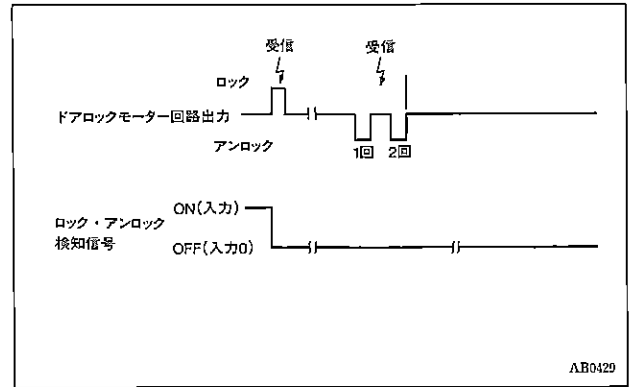 受信 受信
ロック
ドアロックモーター回路出力
アンロック
1回 2回
ON(入力)
ロック・アンロック
検知信号
OFF(入力0)
AB0429